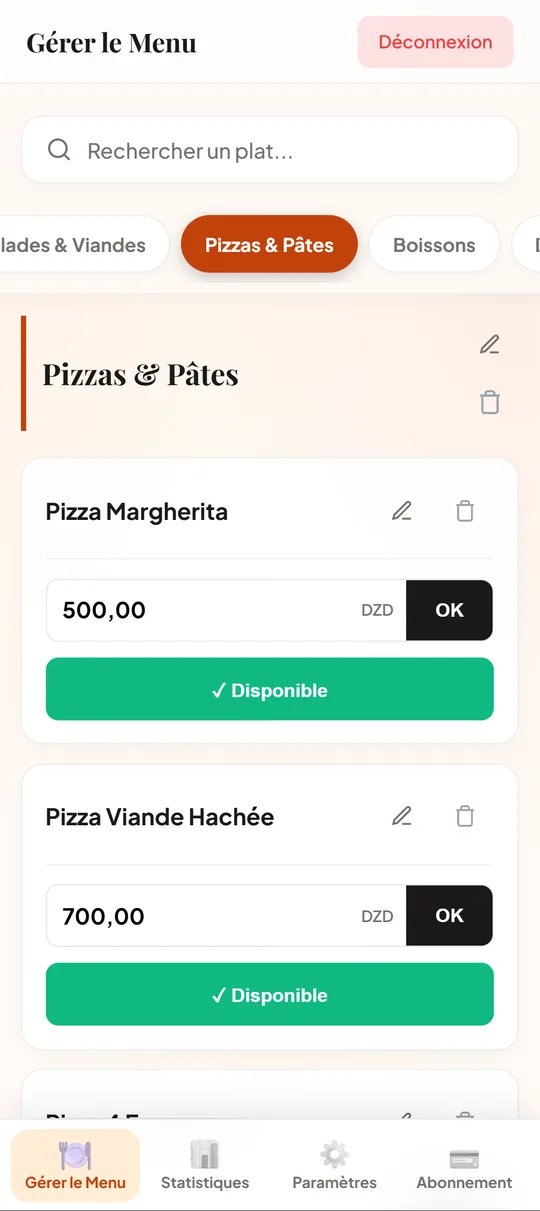 Gérer le Menu
Déconnexion
Rechercher un plat...
lades & Viandes
Pizzas & Pâtes
Boissons
Pizzas & Pâtes
Pizza Margherita
500,00 DZD OK
✓ Disponible
Pizza Viande Hachée
700,00 DZD OK
✓ Disponible
Gérer le Menu
Statistiques
Paramètres
Abonnement